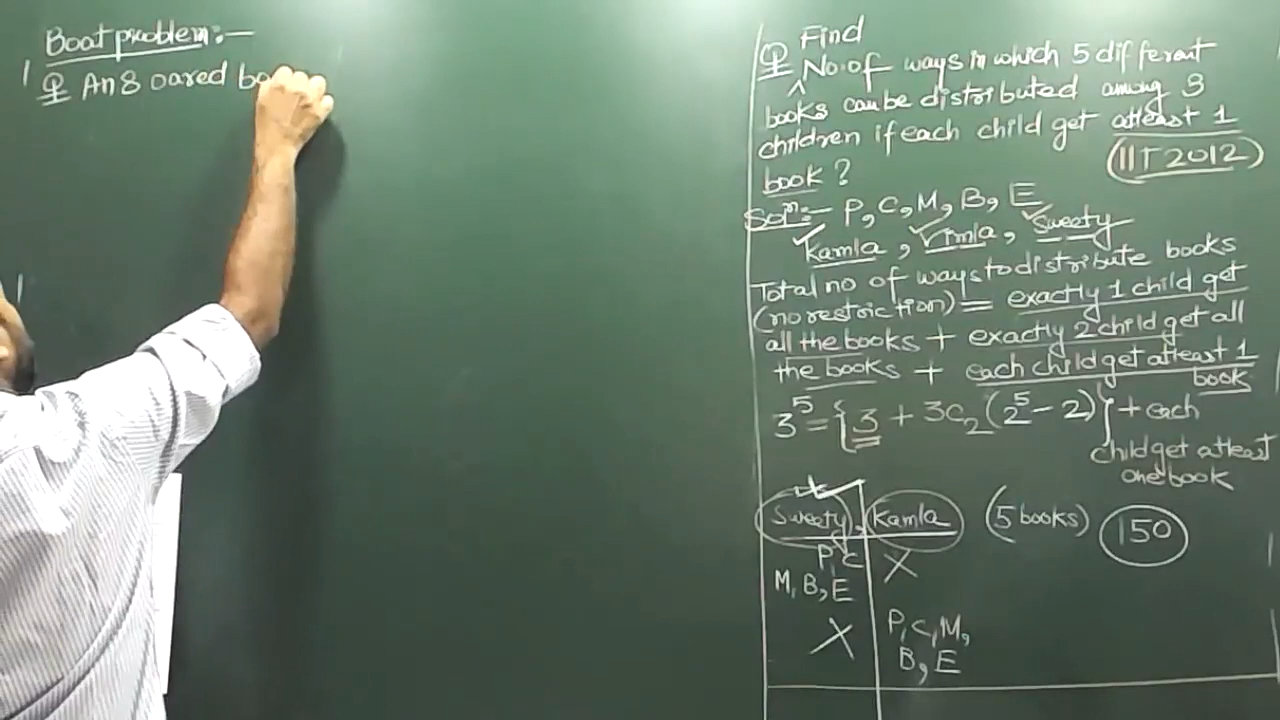 Boat problem:-
Q An 8 oared bo
Q Find
No. of ways in which 5 different
books can be distributed among 3
children if each child get atleast 1
book ?
(IIT 2012)
Solⁿ:- P, C, M, B, E
Kamla, Vimla, Sweety
Total no of ways to distribute books
(no restriction) = exactly 1 child get
all the books + exactly 2 child get all
the books + each child get atleast 1
book
3⁵ = {3 + 3C₂(2⁵ - 2)} + each
child get atleast
one book
Sweety, Kamla (5 books) 150
P, C X
M, B, E
X P, C, M,
B, E